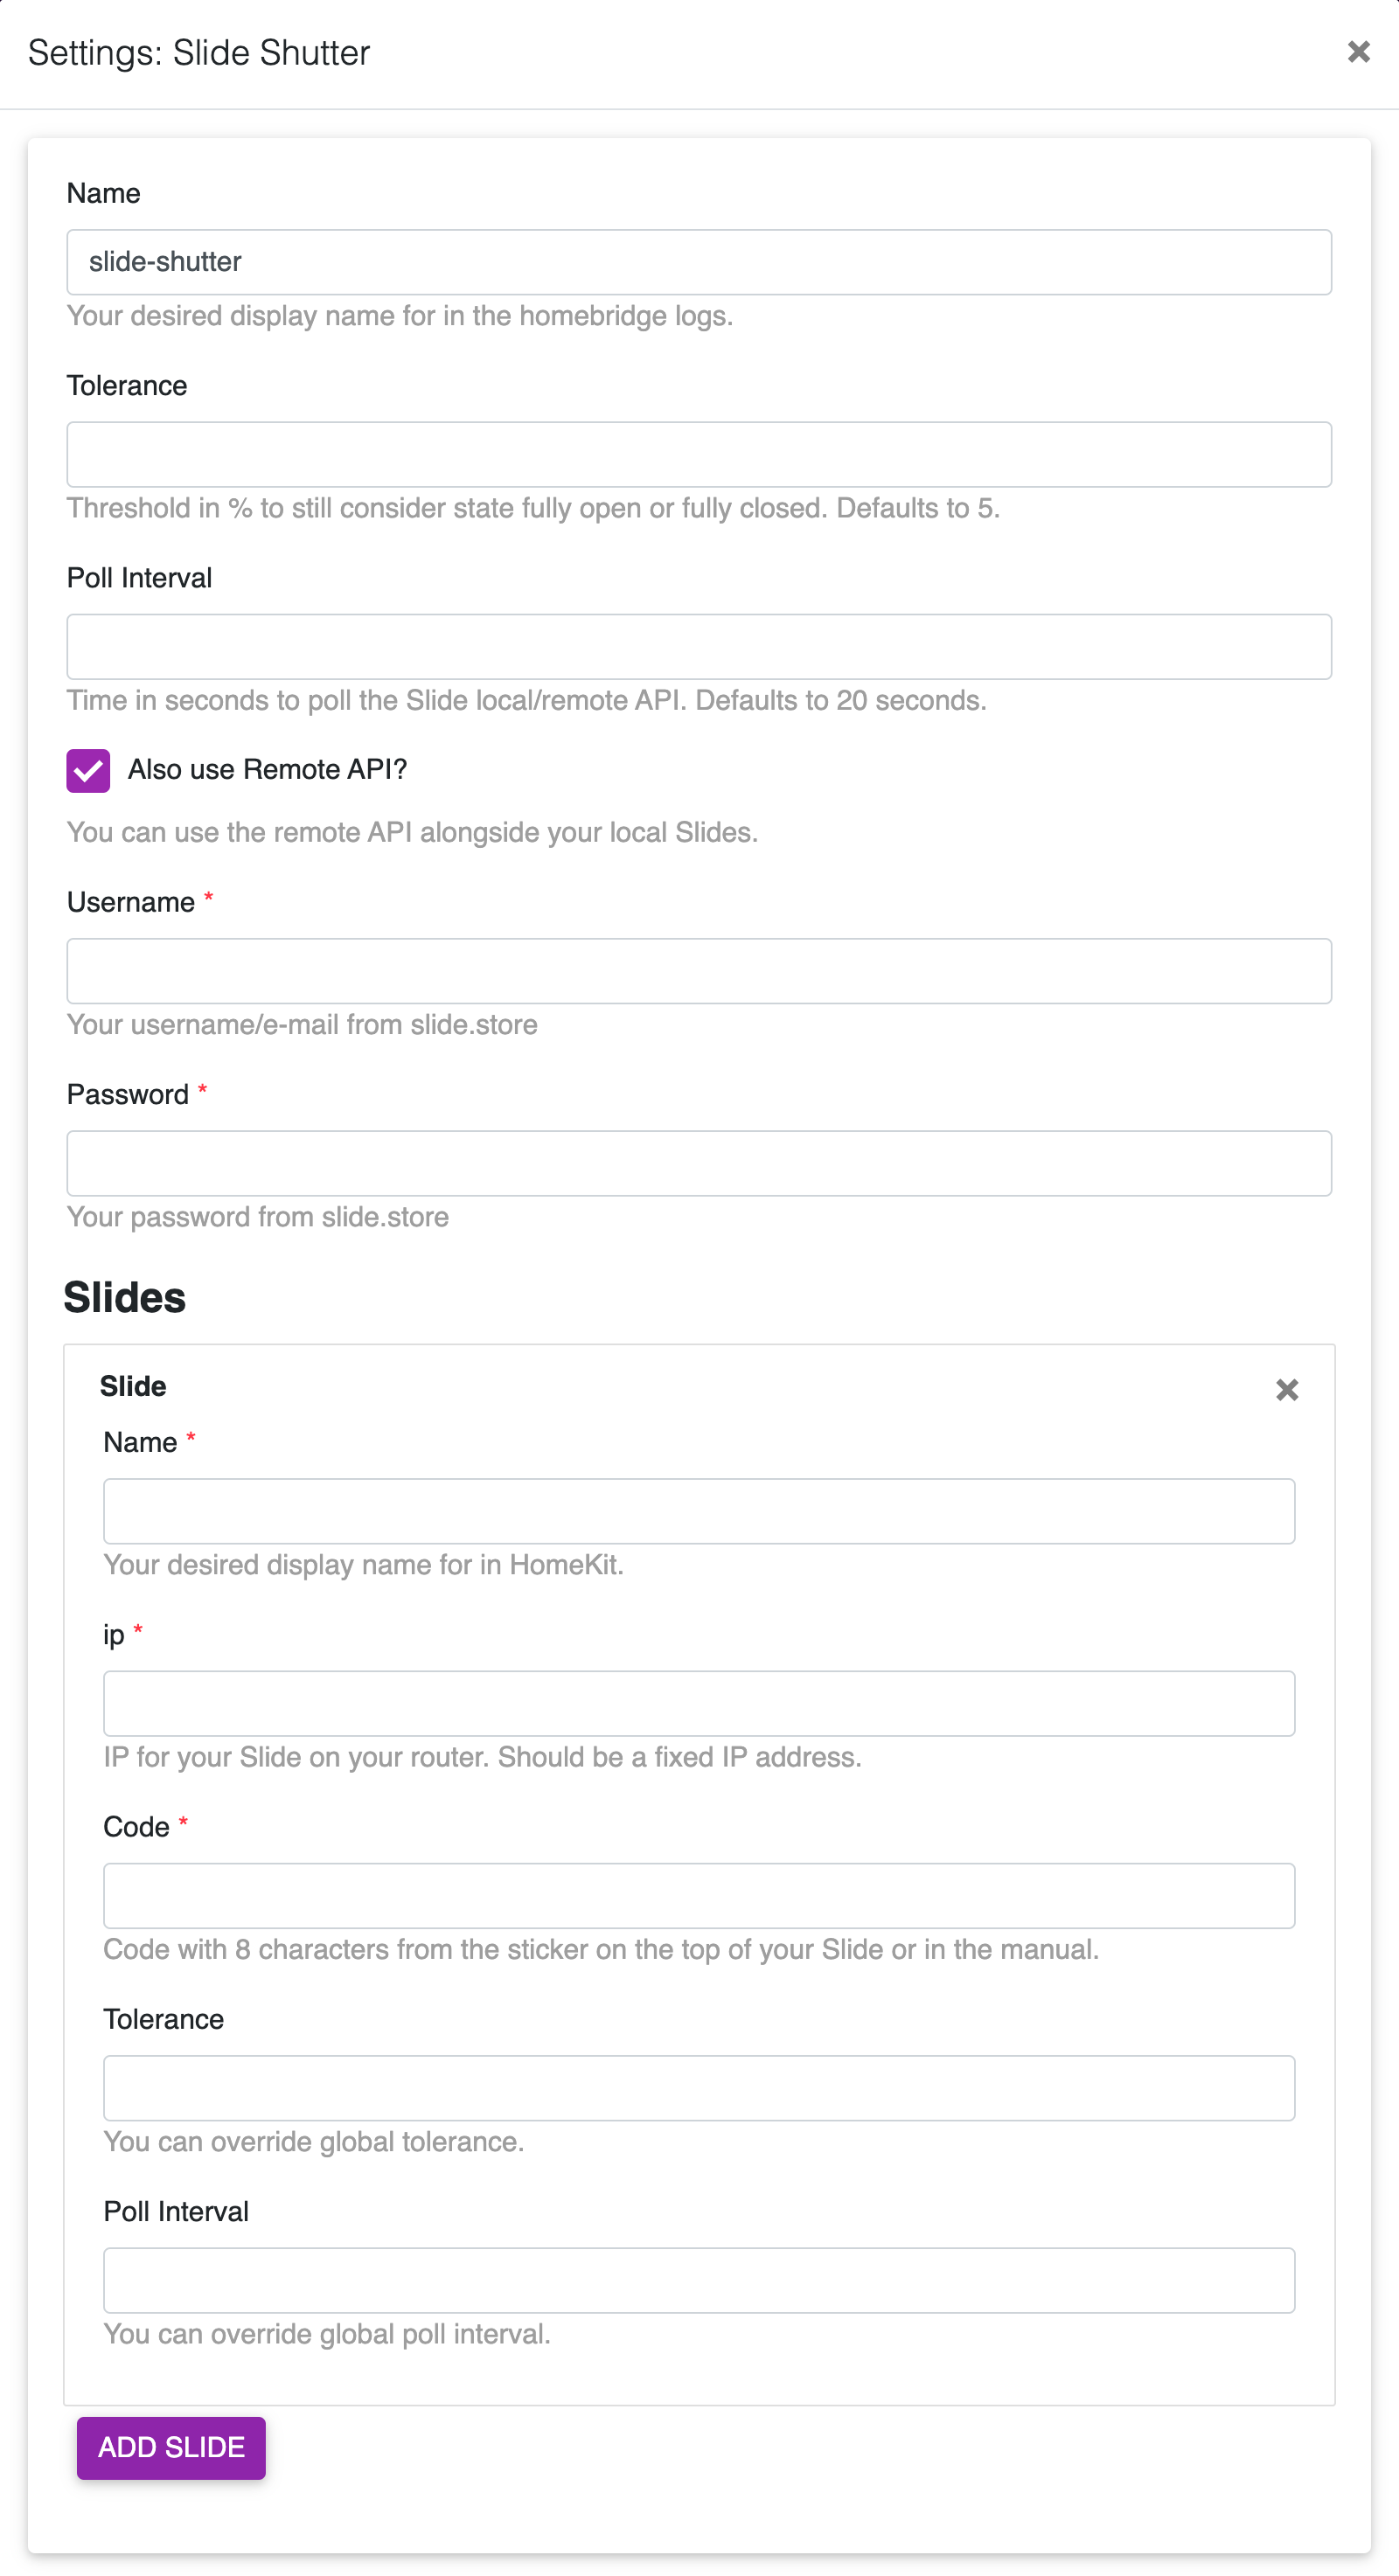 Settings: Slide Shutter
Name
slide-shutter
Your desired display name for in the homebridge logs.
Tolerance
Threshold in % to still consider state fully open or fully closed. Defaults to 5.
Poll Interval
Time in seconds to poll the Slide local/remote API. Defaults to 20 seconds.
Also use Remote API?
You can use the remote API alongside your local Slides.
Username *
Your username/e-mail from slide.store
Password *
Your password from slide.store
Slides
Slide
Name *
Your desired display name for in HomeKit.
ip *
IP for your Slide on your router. Should be a fixed IP address.
Code *
Code with 8 characters from the sticker on the top of your Slide or in the manual.
Tolerance
You can override global tolerance.
Poll Interval
You can override global poll interval.
ADD SLIDE